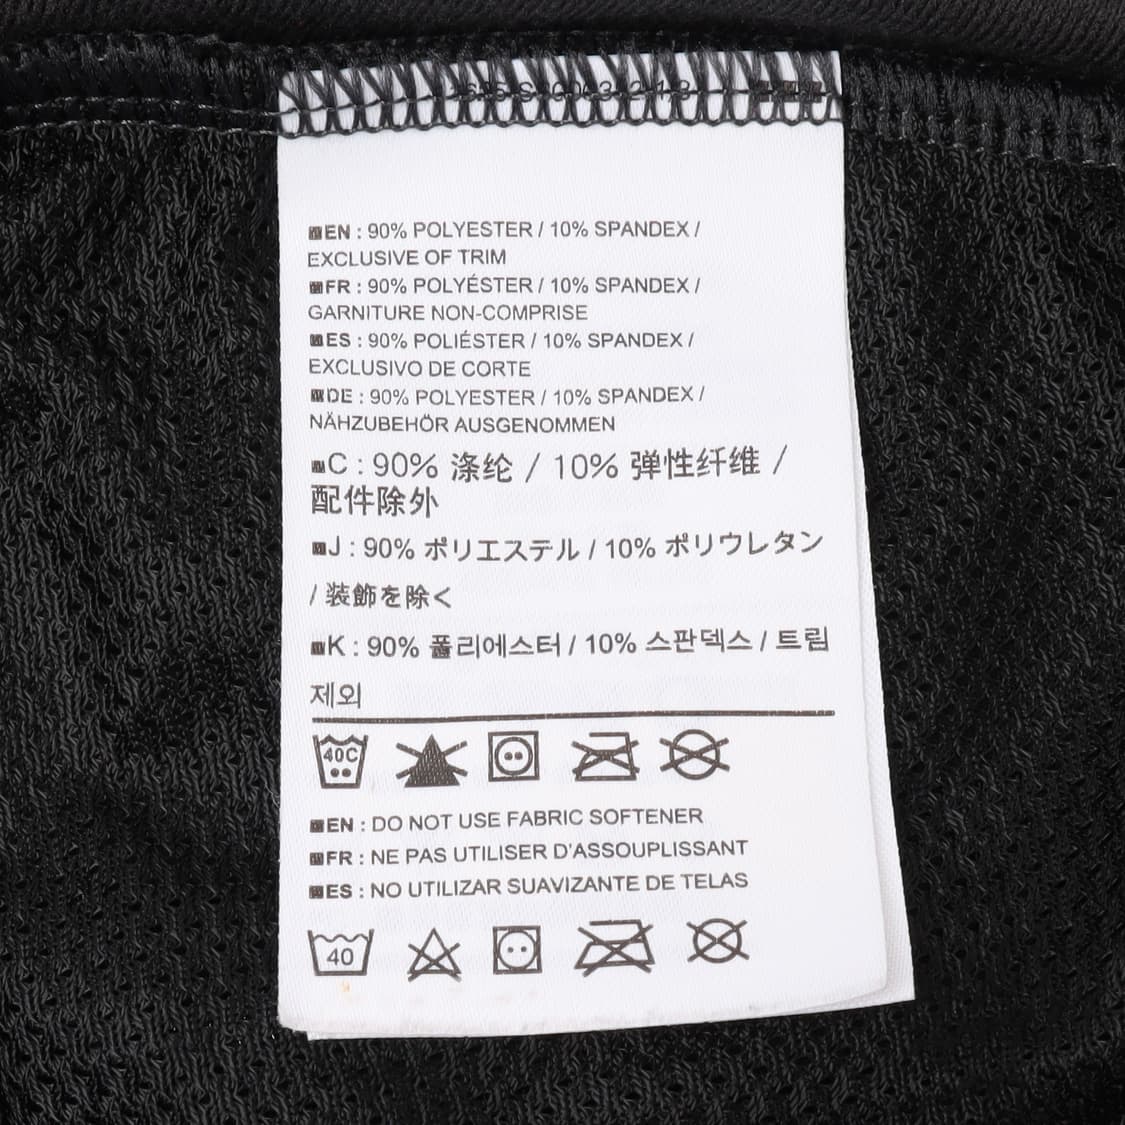 EN : 90% POLYESTER / 10% SPANDEX /
EXCLUSIVE OF TRIM
FR : 90% POLYÉSTER / 10% SPANDEX /
GARNITURE NON-COMPRISE
ES : 90% POLIÉSTER / 10% SPANDEX /
EXCLUSIVO DE CORTE
DE : 90% POLYESTER / 10% SPANDEX /
NÄHZUBEHÖR AUSGENOMMEN
C : 90% 涤纶 / 10% 弹性纤维 /
配件除外
J : 90% ポリエステル / 10% ポリウレタン
/ 装飾を除く
K : 90% 폴리에스터 / 10% 스판덱스 / 트림
제외
40C
EN : DO NOT USE FABRIC SOFTENER
FR : NE PAS UTILISER D'ASSOUPLISSANT
ES : NO UTILIZAR SUAVIZANTE DE TELAS
40